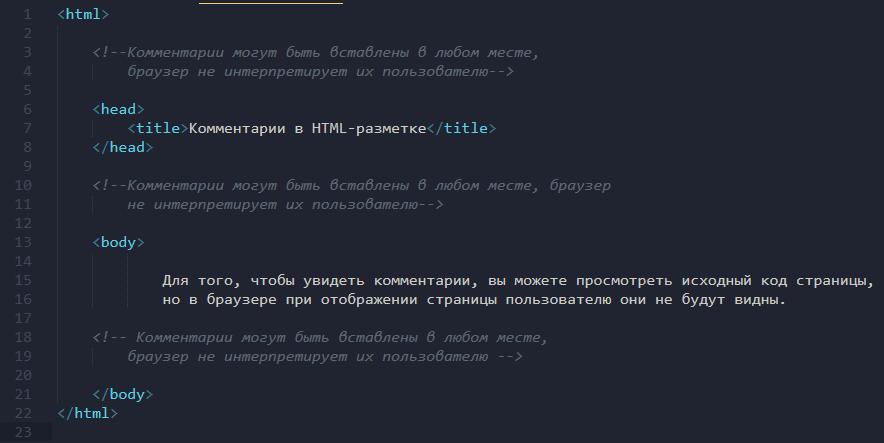 1 <html>
2
3 <!--Комментарии могут быть вставлены в любом месте,
4 браузер не интерпретирует их пользователю-->
5
6 <head>
7 <title>Комментарии в HTML-разметке</title>
8 </head>
9
10 <!--Комментарии могут быть вставлены в любом месте, браузер
11 не интерпретирует их пользователю-->
12
13 <body>
14
15 Для того, чтобы увидеть комментарии, вы можете просмотреть исходный код страницы,
16 но в браузере при отображении страницы пользователю они не будут видны.
17
18 <!-- Комментарии могут быть вставлены в любом месте,
19 браузер не интерпретирует их пользователю -->
20
21 </body>
22 </html>
23